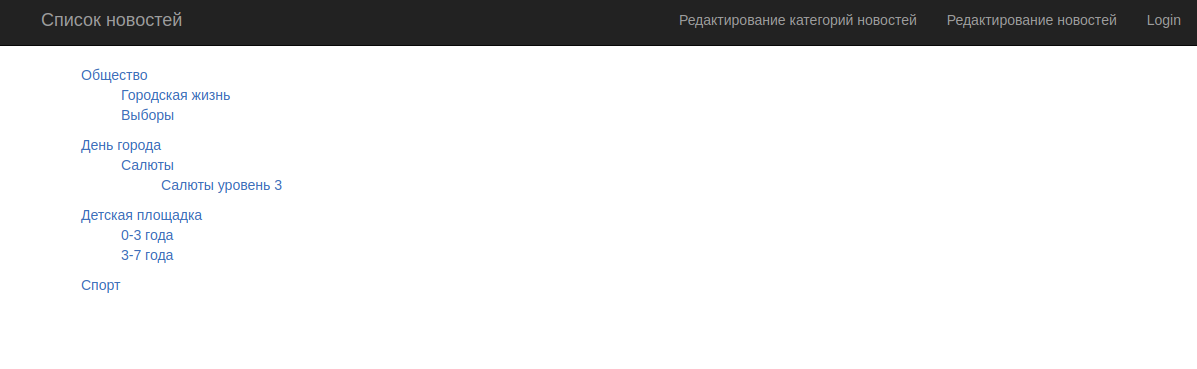 Список новостей Редактирование категорий новостей Редактирование новостей Login
Общество
Городская жизнь
Выборы
День города
Салюты
Салюты уровень 3
Детская площадка
0-3 года
3-7 года
Спорт